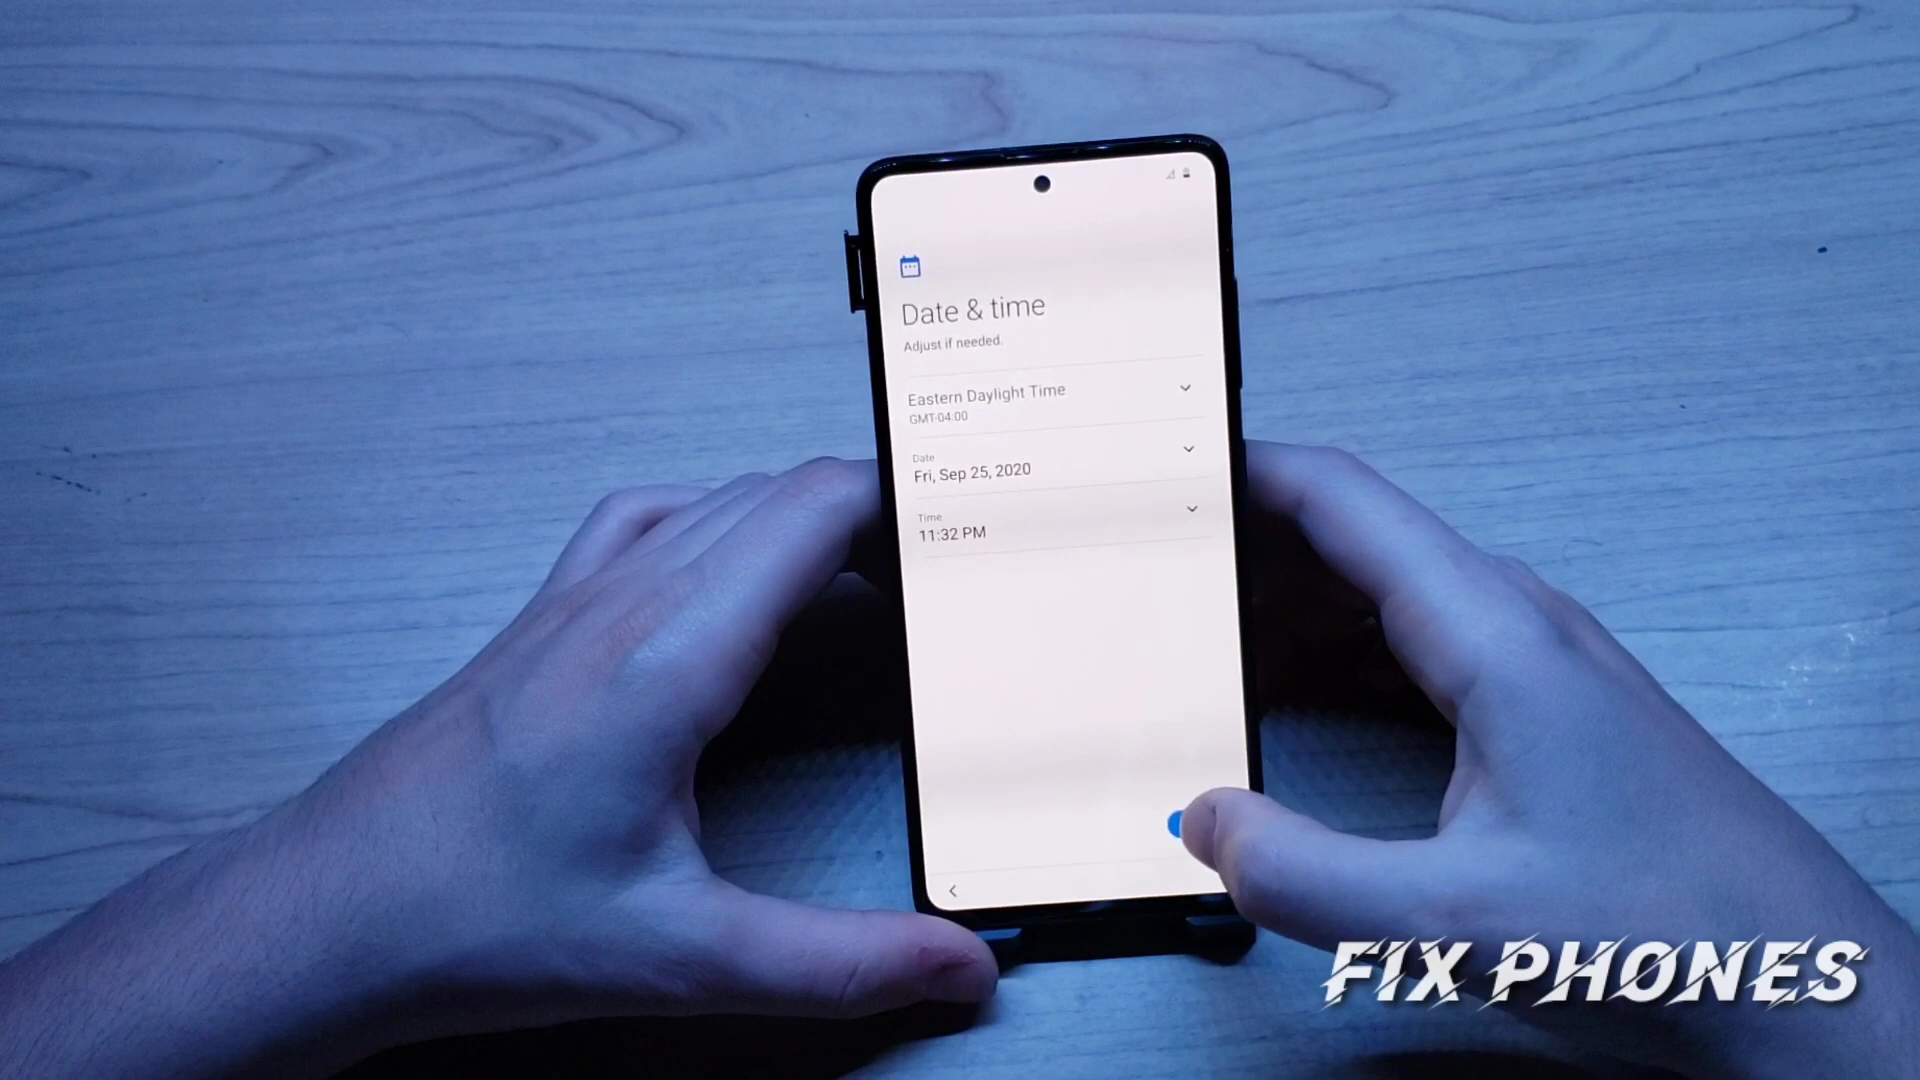 Date & time
Adjust if needed.
Eastern Daylight Time
GMT-04:00
Date
Fri, Sep 25, 2020
Time
11:32 PM
FIX PHONES